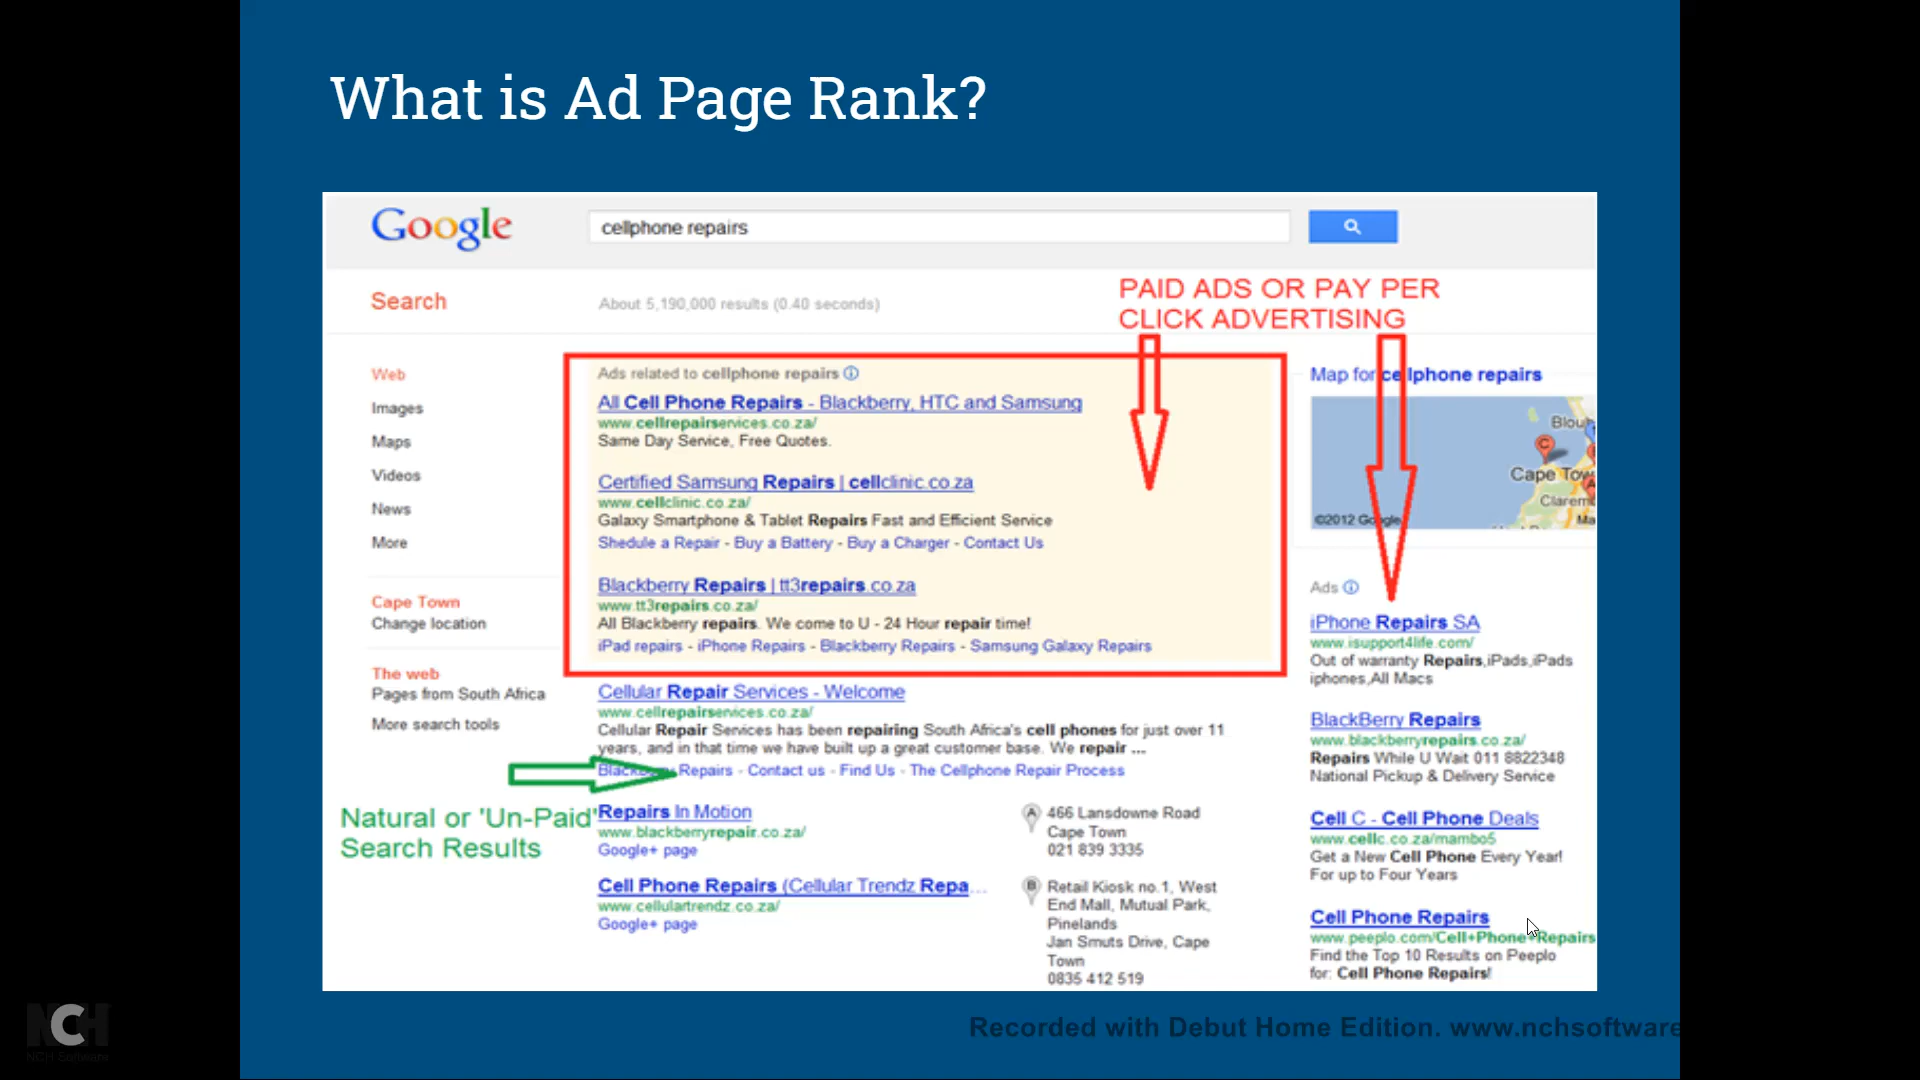 What is Ad Page Rank?
Google
cellphone repairs
Search
About 5,190,000 results (0.40 seconds)
PAID ADS OR PAY PER
CLICK ADVERTISING
Web
Images
Maps
Videos
News
More
Cape Town
Change location
The web
Pages from South Africa
More search tools
Ads related to cellphone repairs
All Cell Phone Repairs - Blackberry, HTC and Samsung
www.cellrepairservices.co.za/
Same Day Service, Free Quotes.
Certified Samsung Repairs | cellclinic.co.za
www.cellclinic.co.za/
Galaxy Smartphone & Tablet Repairs Fast and Efficient Service
Shedule a Repair - Buy a Battery - Buy a Charger - Contact Us
Blackberry Repairs | tt3repairs.co.za
www.tt3repairs.co.za/
All Blackberry repairs. We come to U - 24 Hour repair time!
iPad repairs - iPhone Repairs - Blackberry Repairs - Samsung Galaxy Repairs
Cellular Repair Services - Welcome
www.cellrepairservices.co.za/
Cellular Repair Services has been repairing South Africa's cell phones for just over 11
years, and in that time we have built up a great customer base. We repair ...
Blackberry Repairs - Contact us - Find Us - The Cellphone Repair Process
Natural or 'Un-Paid'
Search Results
Repairs In Motion
www.blackberryrepair.co.za/
Google+ page
A 466 Lansdowne Road
Cape Town
021 839 3335
Cell Phone Repairs (Cellular Trendz Repa...
www.cellulartrendz.co.za/
Google+ page
B Retail Kiosk no.1, West
End Mall, Mutual Park,
Pinelands
Jan Smuts Drive, Cape
Town
0835 412 519
Map for cellphone repairs
C
Cape Tow
Clarem
©2012 Google
Ma
Ads
iPhone Repairs SA
www.isupport4life.com/
Out of warranty Repairs,iPads,iPads
iphones,All Macs
BlackBerry Repairs
www.blackberryrepairs.co.za/
Repairs While U Wait 011 8822348
National Pickup & Delivery Service
Cell C - Cell Phone Deals
www.cellc.co.za/mambo5
Get a New Cell Phone Every Year!
For up to Four Years
Cell Phone Repairs
www.peeplo.com/Cell+Phone+Repairs
Find the Top 10 Results on Peeplo
for: Cell Phone Repairs!
Recorded with Debut Home Edition. www.nchsoftware
NCH
NCH Software